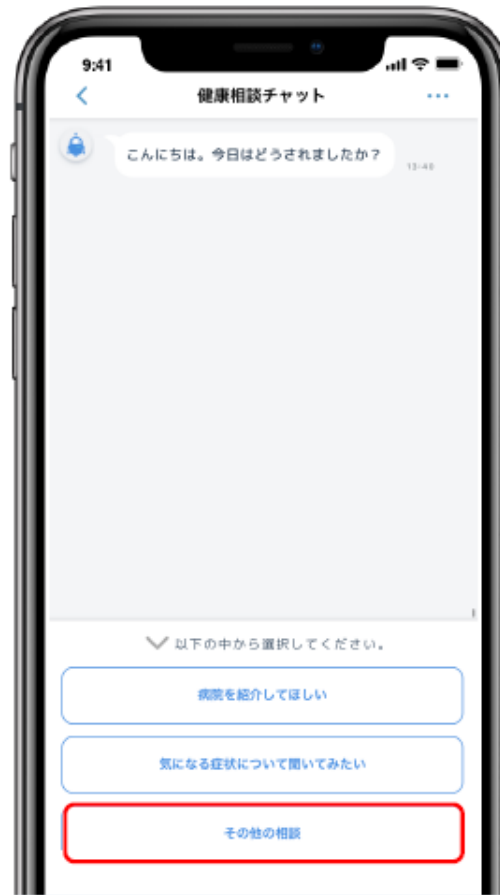 9:41
健康相談チャット
こんにちは。今日はどうされましたか？
13:40
以下の中から選択してください。
病院を紹介してほしい
気になる症状について聞いてみたい
その他の相談